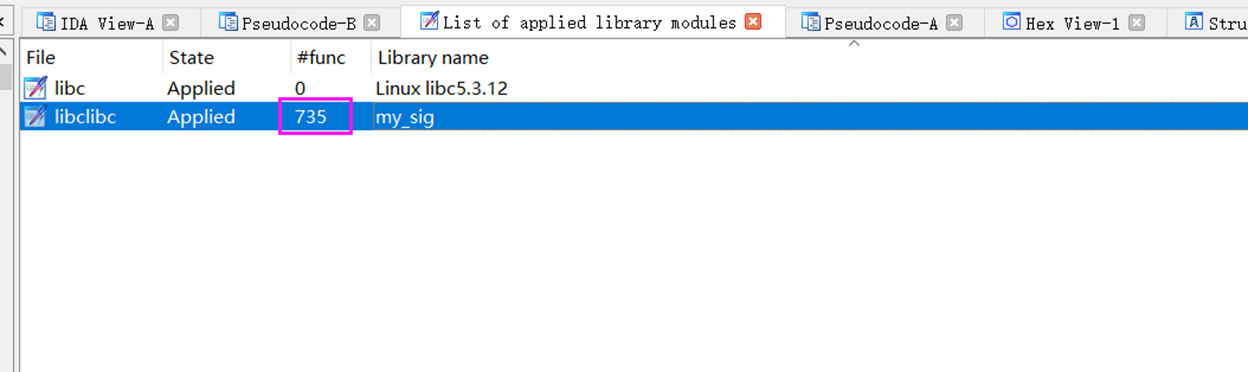 IDA View-A Pseudocode-B List of applied library modules Pseudocode-A Hex View-1 Stru
File State #func Library name
libc Applied 0 Linux libc5.3.12
libclibc Applied 735 my_sig